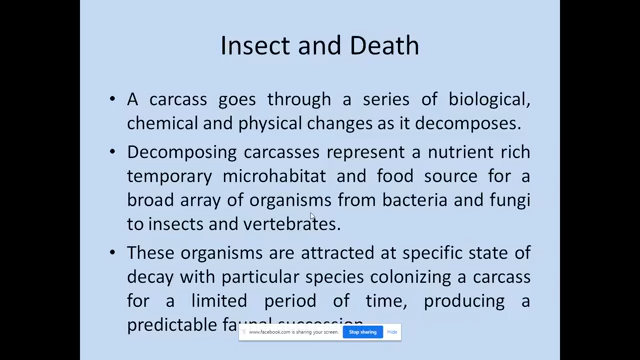 Insect and Death
• A carcass goes through a series of biological,
chemical and physical changes as it decomposes.
• Decomposing carcasses represent a nutrient rich
temporary microhabitat and food source for a
broad array of organisms from bacteria and fungi
to insects and vertebrates.
• These organisms are attracted at specific state of
decay with particular species colonizing a carcass
for a limited period of time, producing a
predictable faunal succession.
www.facebook.com is sharing your screen. Stop sharing Hide